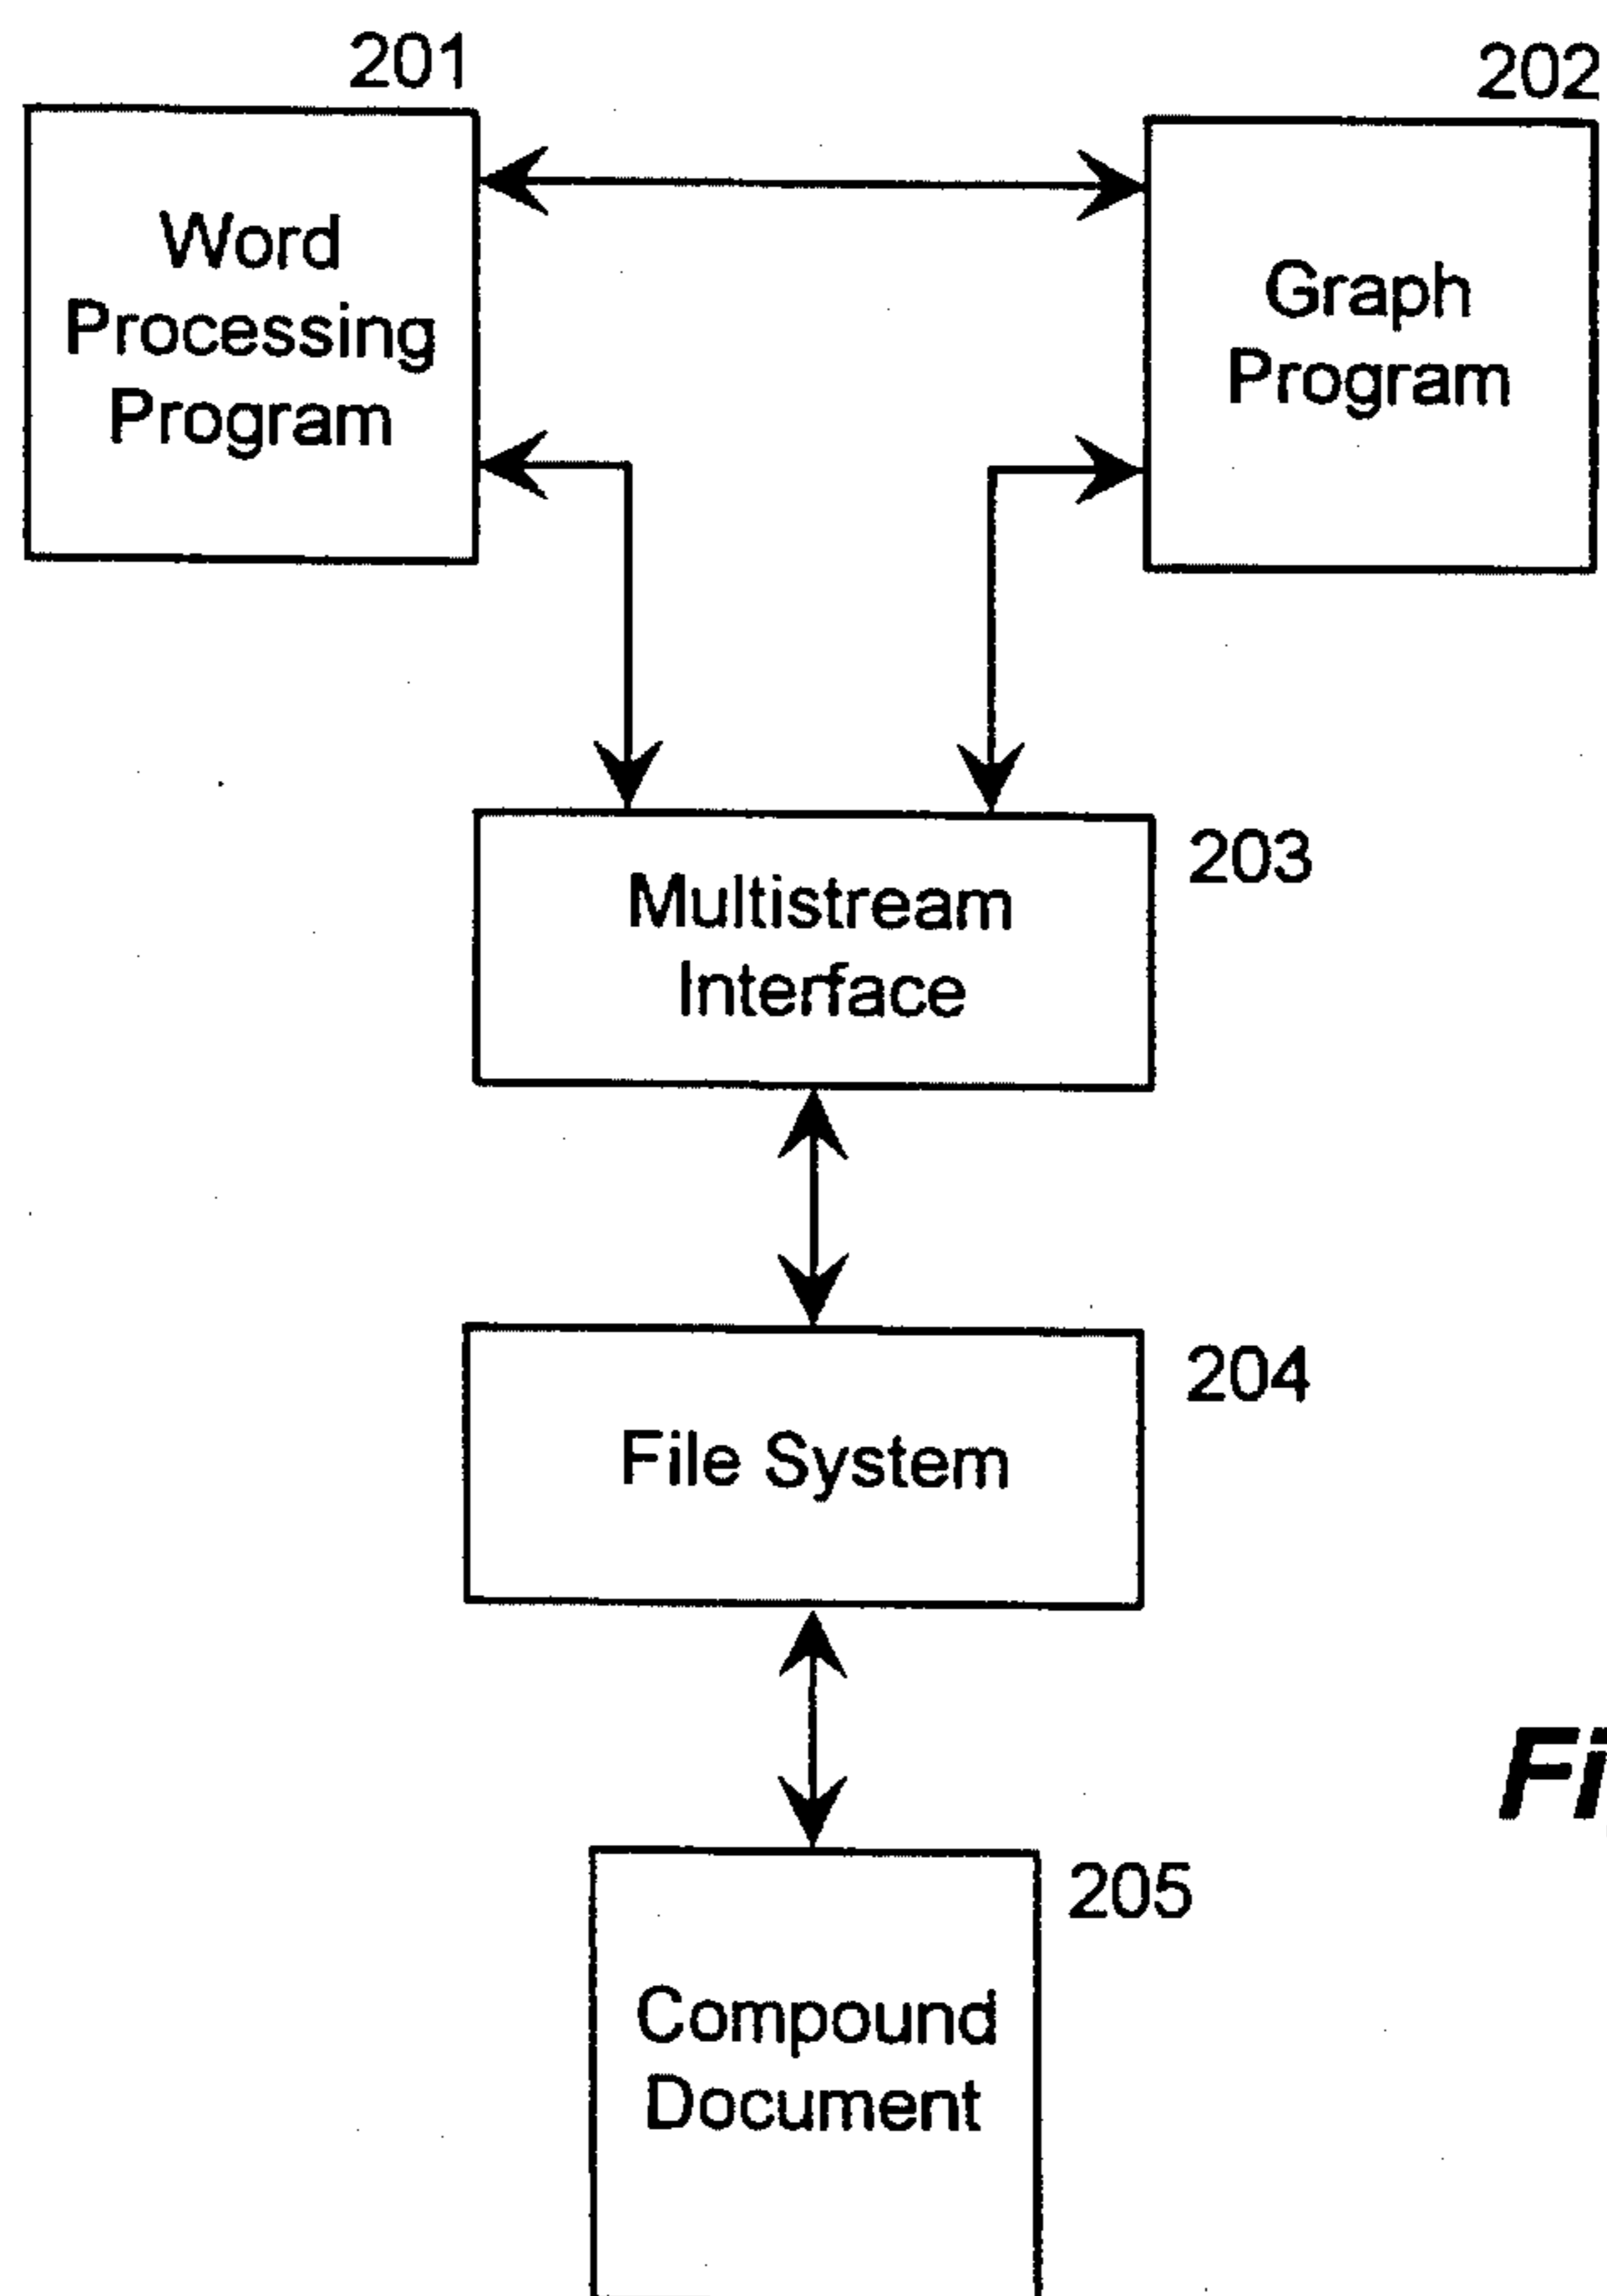 201
Word
Processing
Program
202
Graph
Program
203
Multistream
Interface
204
File System
205
Compound
Document